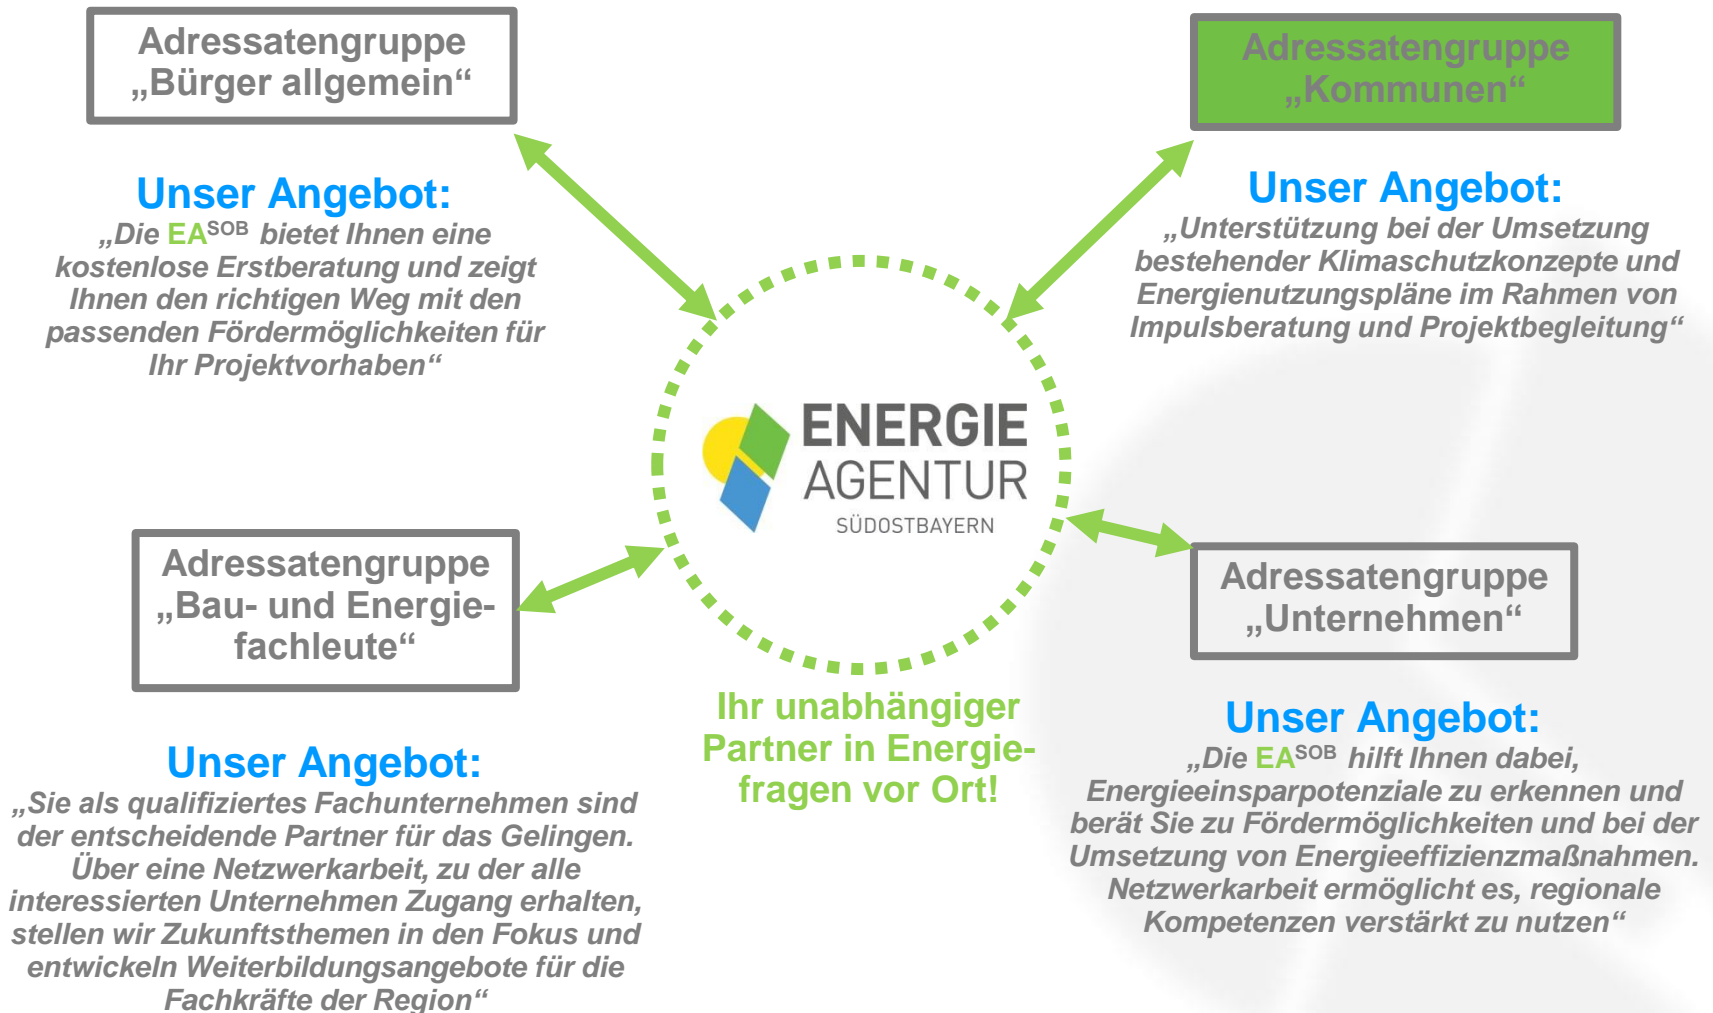 Adressatengruppe
„Bürger allgemein“
Unser Angebot:
„Die EASOB bietet Ihnen eine
kostenlose Erstberatung und zeigt
Ihnen den richtigen Weg mit den
passenden Fördermöglichkeiten für
Ihr Projektvorhaben“
Adressatengruppe
„Kommunen“
Unser Angebot:
„Unterstützung bei der Umsetzung
bestehender Klimaschutzkonzepte und
Energienutzungspläne im Rahmen von
Impulsberatung und Projektbegleitung“
ENERGIE
AGENTUR
SÜDOSTBAYERN
Ihr unabhängiger
Partner in Energie-
fragen vor Ort!
Adressatengruppe
„Bau- und Energie-
fachleute“
Unser Angebot:
„Sie als qualifiziertes Fachunternehmen sind
der entscheidende Partner für das Gelingen.
Über eine Netzwerkarbeit, zu der alle
interessierten Unternehmen Zugang erhalten,
stellen wir Zukunftsthemen in den Fokus und
entwickeln Weiterbildungsangebote für die
Fachkräfte der Region“
Adressatengruppe
„Unternehmen“
Unser Angebot:
„Die EASOB hilft Ihnen dabei,
Energieeinsparpotenziale zu erkennen und
berät Sie zu Fördermöglichkeiten und bei der
Umsetzung von Energieeffizienzmaßnahmen.
Netzwerkarbeit ermöglicht es, regionale
Kompetenzen verstärkt zu nutzen“